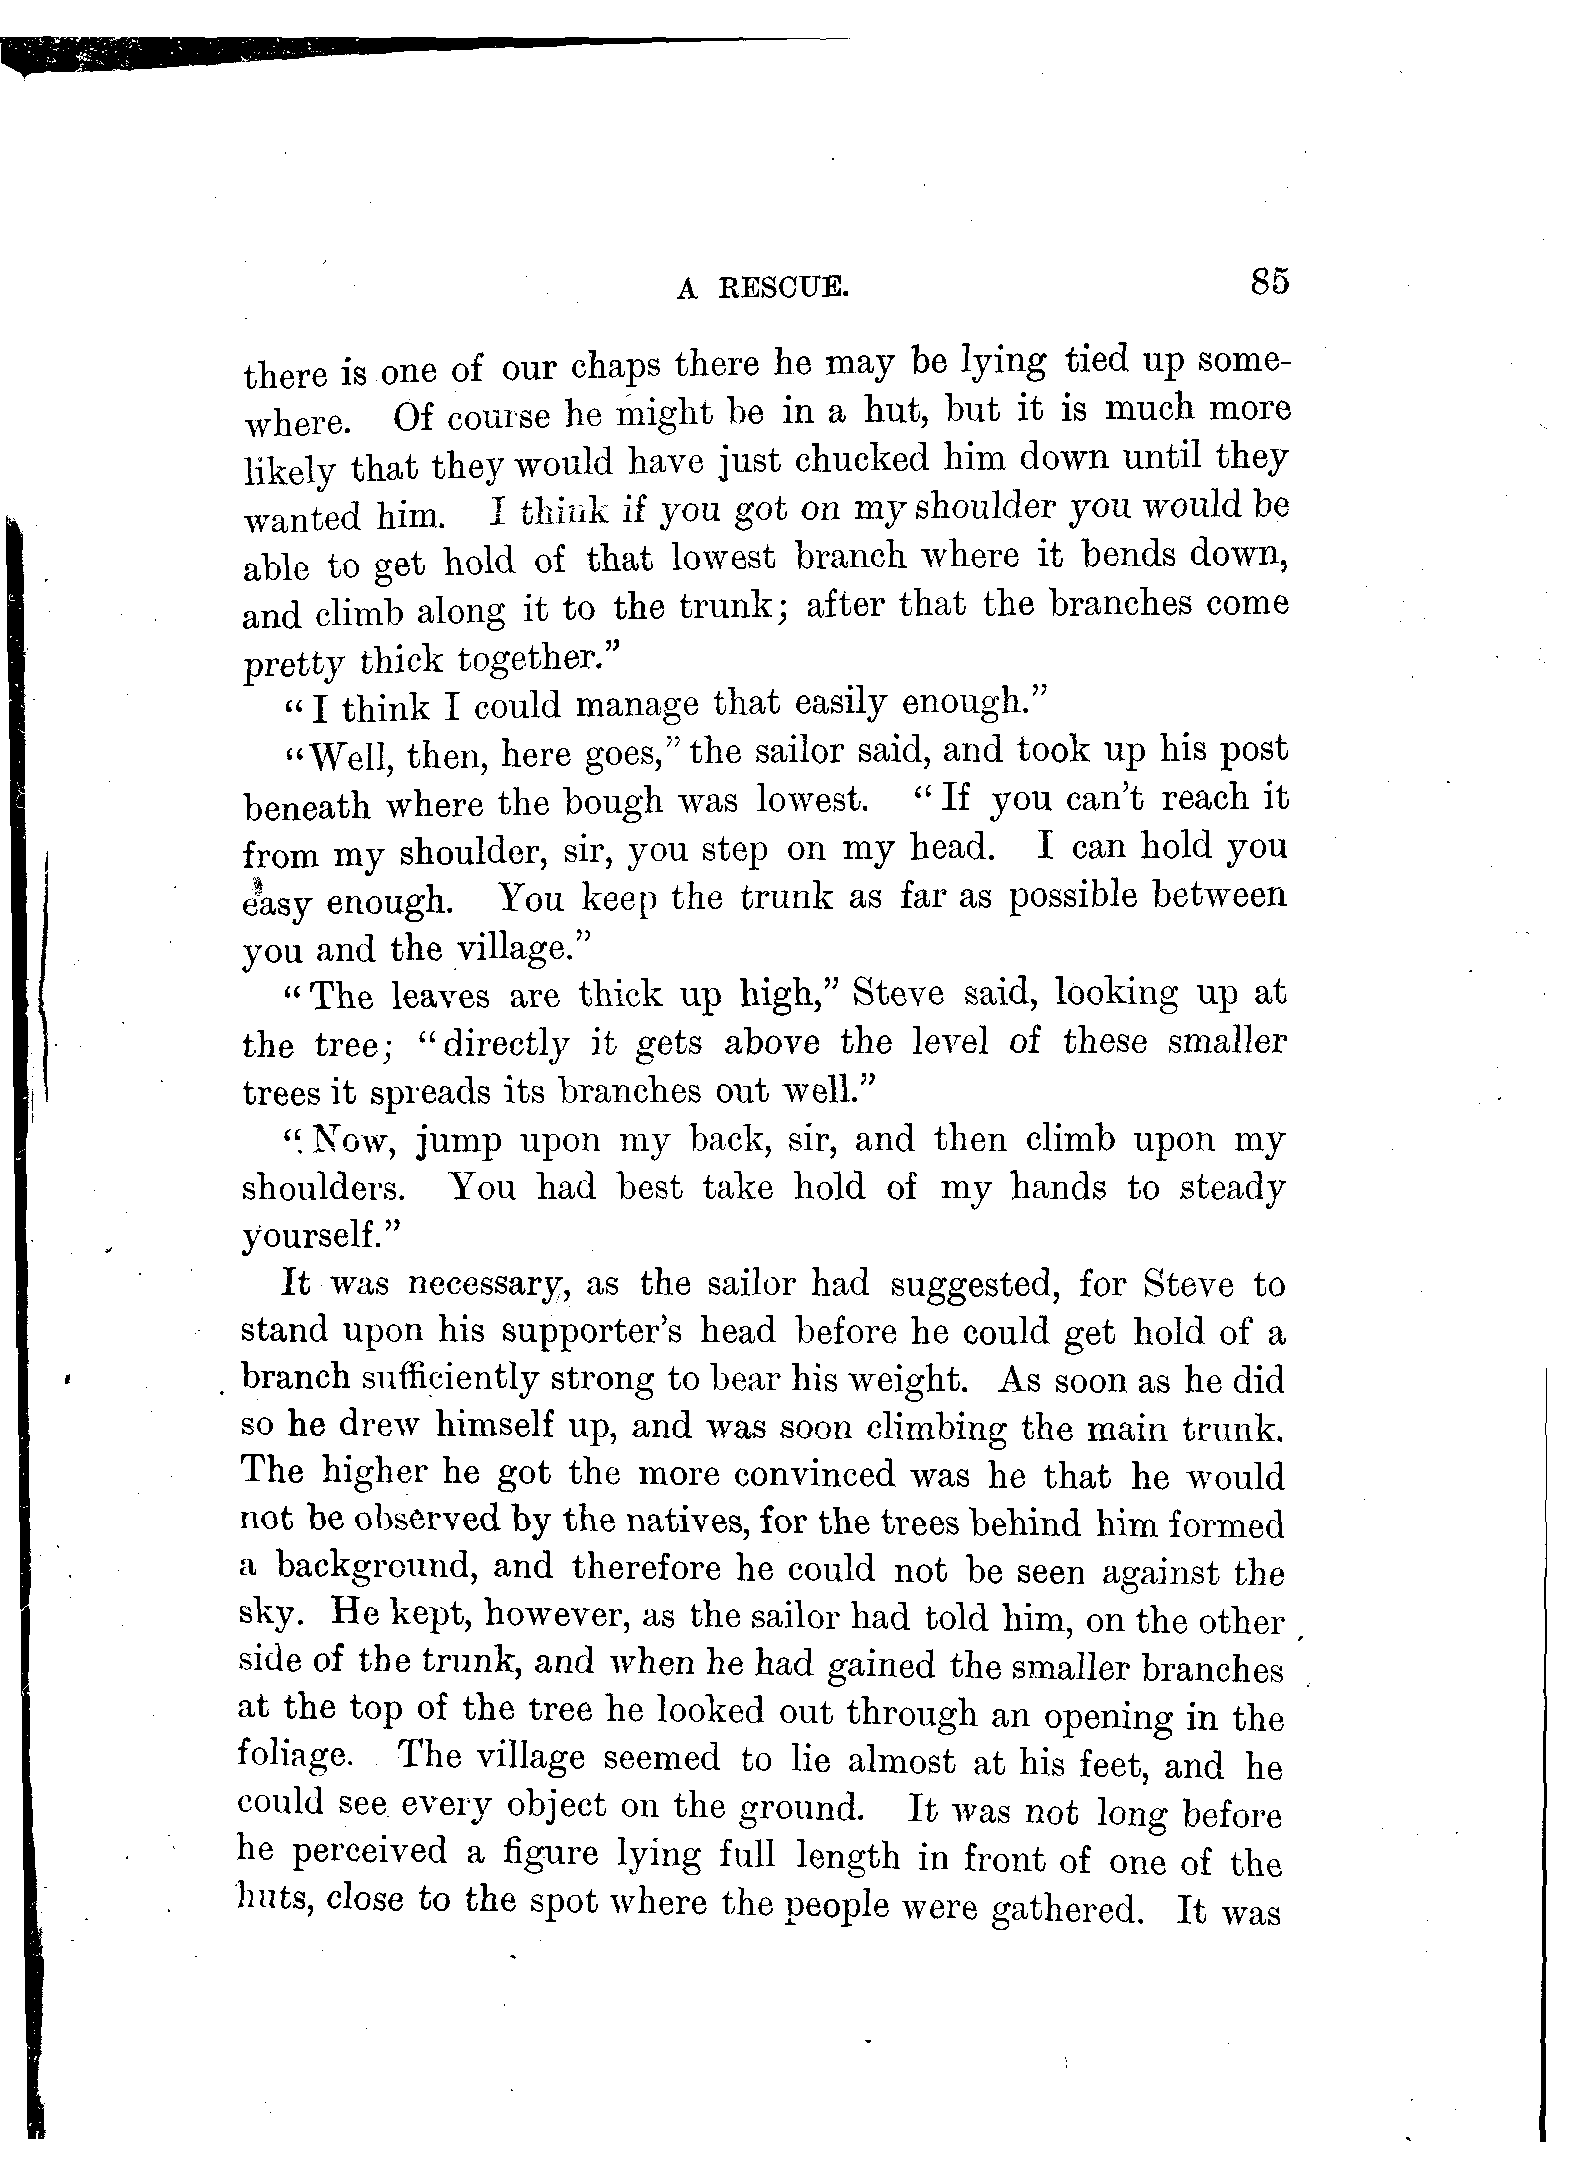 A RESCUE. 85
there is one of our chaps there he may be lying tied up some-
where. Of course he might be in a hut, but it is much more
likely that they would have just chucked him down until they
wanted him. I think if you got on my shoulder you would be
able to get hold of that lowest branch where it bends down,
and climb along it to the trunk; after that the branches come
pretty thick together.”
“I think I could manage that easily enough.”
“Well, then, here goes,” the sailor said, and took up his post
beneath where the bough was lowest. “If you can’t reach it
from my shoulder, sir, you step on my head. I can hold you
easy enough. You keep the trunk as far as possible between
you and the village.”
“The leaves are thick up high,” Steve said, looking up at
the tree; “directly it gets above the level of these smaller
trees it spreads its branches out well.”
“Now, jump upon my back, sir, and then climb upon my
shoulders. You had best take hold of my hands to steady
yourself.”
It was necessary, as the sailor had suggested, for Steve to
stand upon his supporter’s head before he could get hold of a
branch sufficiently strong to bear his weight. As soon as he did
so he drew himself up, and was soon climbing the main trunk.
The higher he got the more convinced was he that he would
not be observed by the natives, for the trees behind him formed
a background, and therefore he could not be seen against the
sky. He kept, however, as the sailor had told him, on the other
side of the trunk, and when he had gained the smaller branches
at the top of the tree he looked out through an opening in the
foliage. The village seemed to lie almost at his feet, and he
could see every object on the ground. It was not long before
he perceived a figure lying full length in front of one of the
huts, close to the spot where the people were gathered. It was